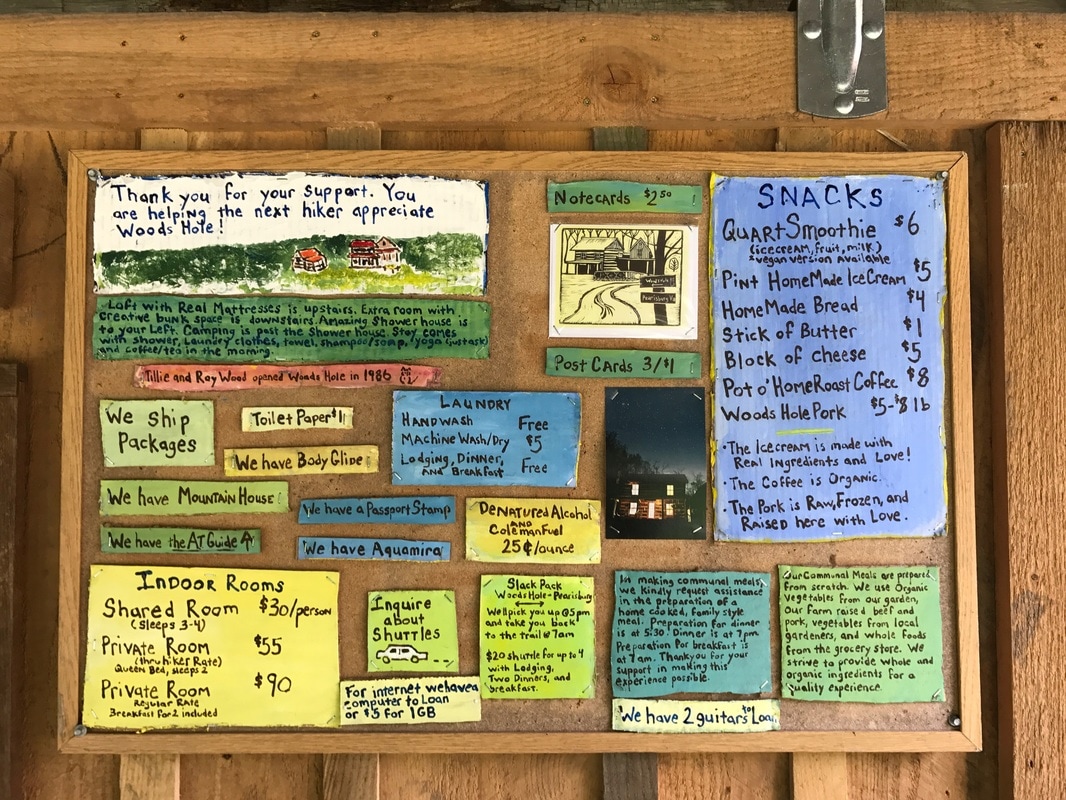 Thank you for your support. You
are helping the next hiker appreciate
Woods Hole!
Loft with Real Mattresses is upstairs. Extra room with
creative bunk space is downstairs. Amazing Shower house is
to your Left. Camping is past the Shower house. Stay comes
with shower, Laundry clothes, towel, shampoo/soap, yoga (just ask)
and coffee/tea in the morning.
Tillie and Roy Wood opened Woods Hole in 1986
We Ship
Packages
Toilet Paper $1
We have Body Glide
We have Mountain House
We have the AT Guide
LAUNDRY
HANDWASH Free
MACHINE WASH/DRY $5
Lodging, Dinner,
AND Breakfast Free
We have a Passport Stamp
We have Aquamira
DENATURED Alcohol
AND
Coleman Fuel
25¢/ounce
Notecards $2.50
Post Cards 3/$1
SNACKS
QUART Smoothie $6
(icecream, fruit, milk)
*vegan version available
Pint HomeMade IceCream $5
HomeMade Bread $4
Stick of Butter $1
Block of cheese $5
Pot o' HomeRoast Coffee $8
Woods Hole Pork $5-$8 lb
• The Icecream is made with
Real Ingredients and Love!
• The Coffee is Organic.
• The Pork is Raw, Frozen, and
Raised here with Love.
INDOOR ROOMS
Shared Room $30/person
(Sleeps 3-4)
Private Room $55
(thru hiker Rate)
Queen Bed, sleeps 2
Private Room $90
Regular Rate
Breakfast for 2 included
Inquire
about
Shuttles
For internet we have a
computer to Loan
or $5 for 1GB
Slack Pack
Woods Hole - Pearisburg
We'll pick you up @ 5pm
and take you back
to the trail @ 7am
$20 shuttle for up to 4
with Lodging,
Two Dinners, and
breakfast.
In making communal meals,
we kindly request assistance
in the preparation of a
home cooked, family style
meal. Preparation for dinner
is at 5:30. Dinner is at 7pm
Preparation for breakfast is
at 7am. Thank you for your
support in making this
experience possible.
We have 2 guitars to Loan
Our Communal Meals are prepared
from scratch. We use Organic
Vegetables from our garden,
Our farm raised beef and
pork, vegetables from local
gardeners, and whole foods
from the grocery store. We
strive to provide whole and
organic ingredients for a
quality experience.